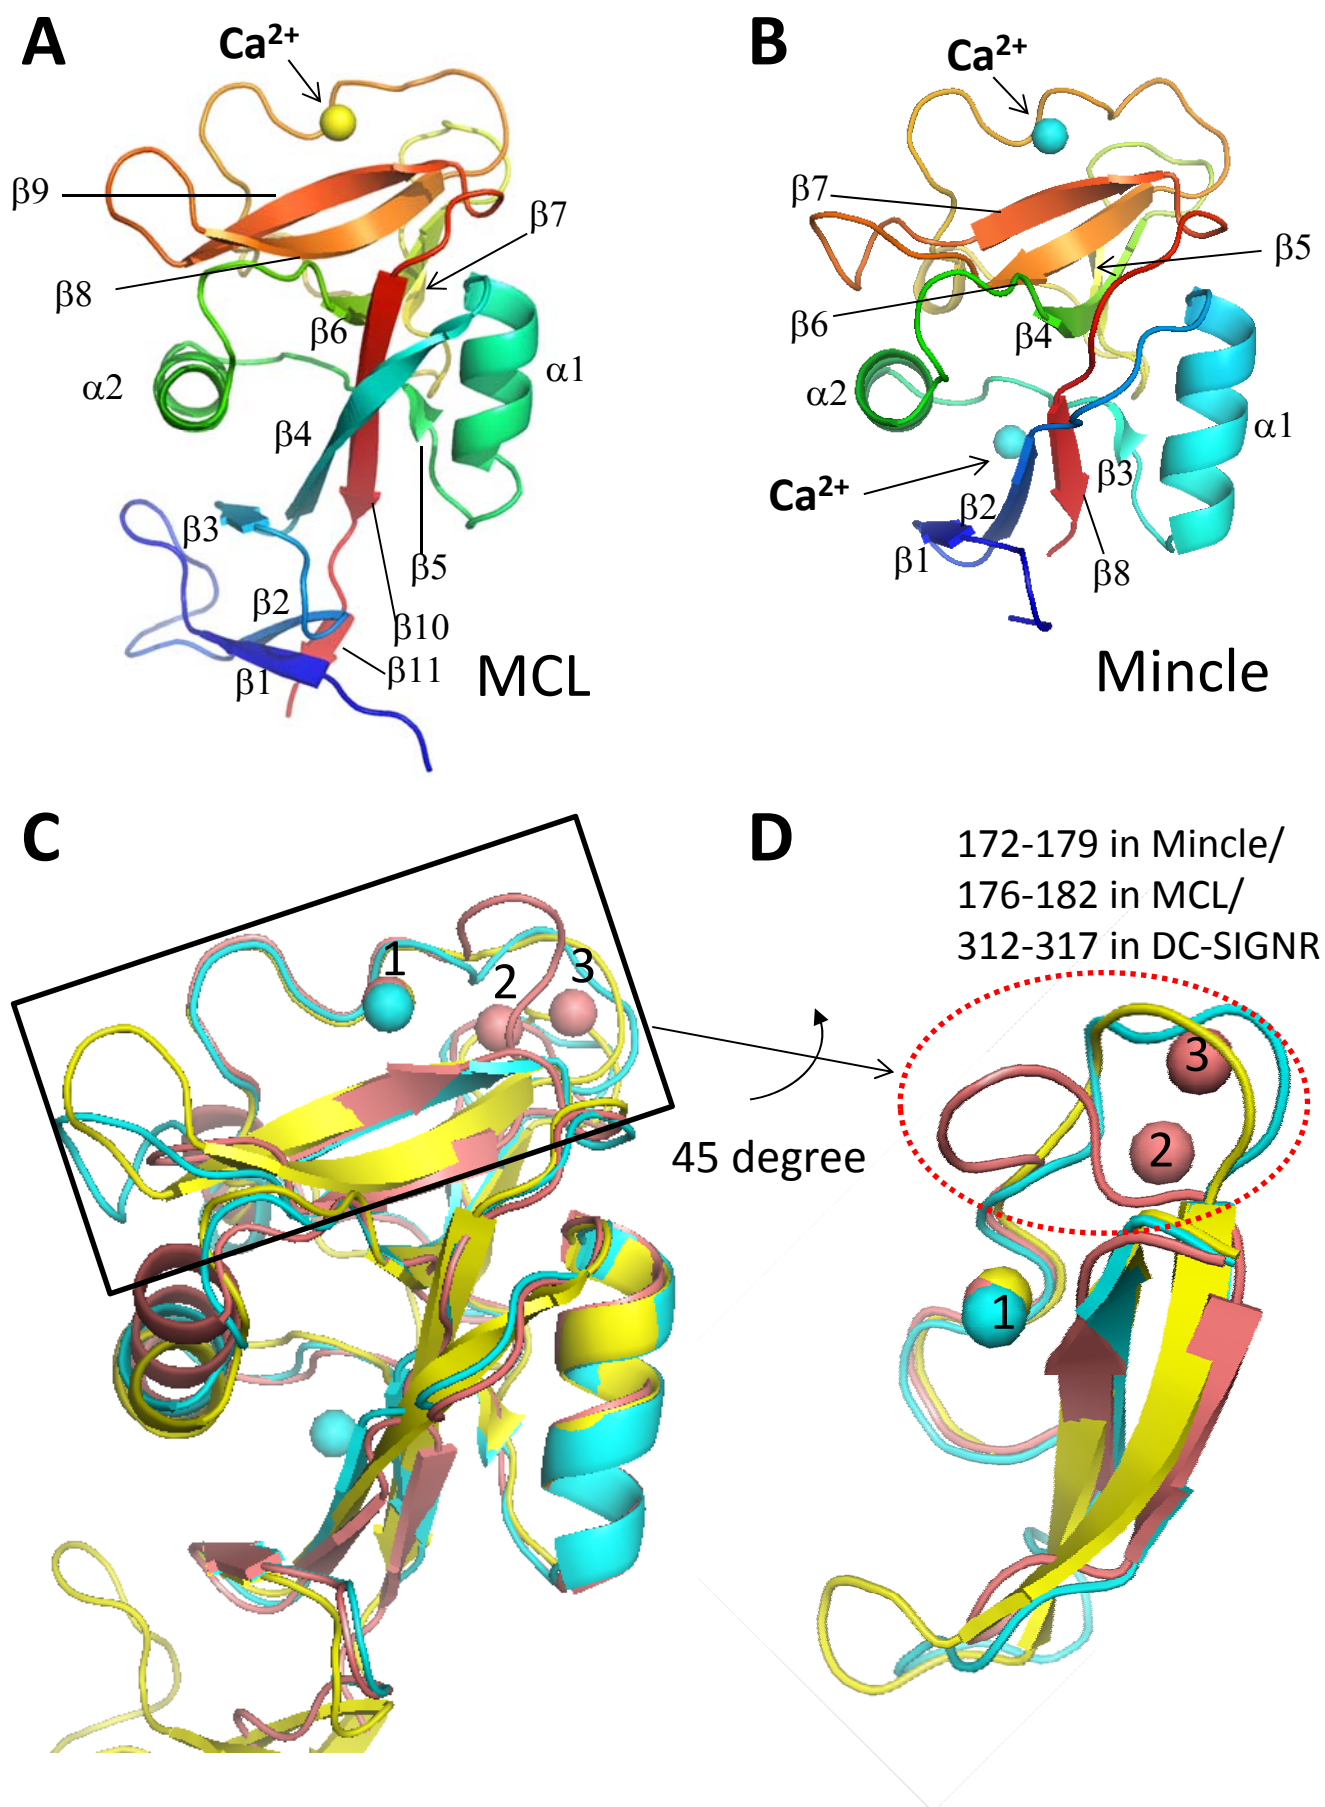 A
Ca2+
β9
β7
β8
β6
α1
α2
β4
β3
β5
β2
β10
β11
β1
MCL
B
Ca2+
β7
β5
β6
β4
α2
α1
Ca2+
β3
β2
β1
β8
Mincle
C
1
2
3
45 degree
D
172-179 in Mincle/
176-182 in MCL/
312-317 in DC-SIGNR
3
2
1